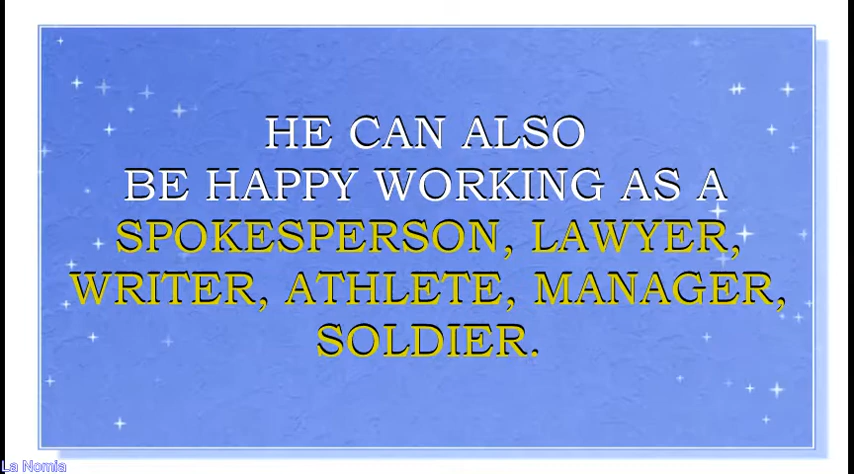 HE CAN ALSO
BE HAPPY WORKING AS A
SPOKESPERSON, LAWYER,
WRITER, ATHLETE, MANAGER,
SOLDIER.
La Nomia